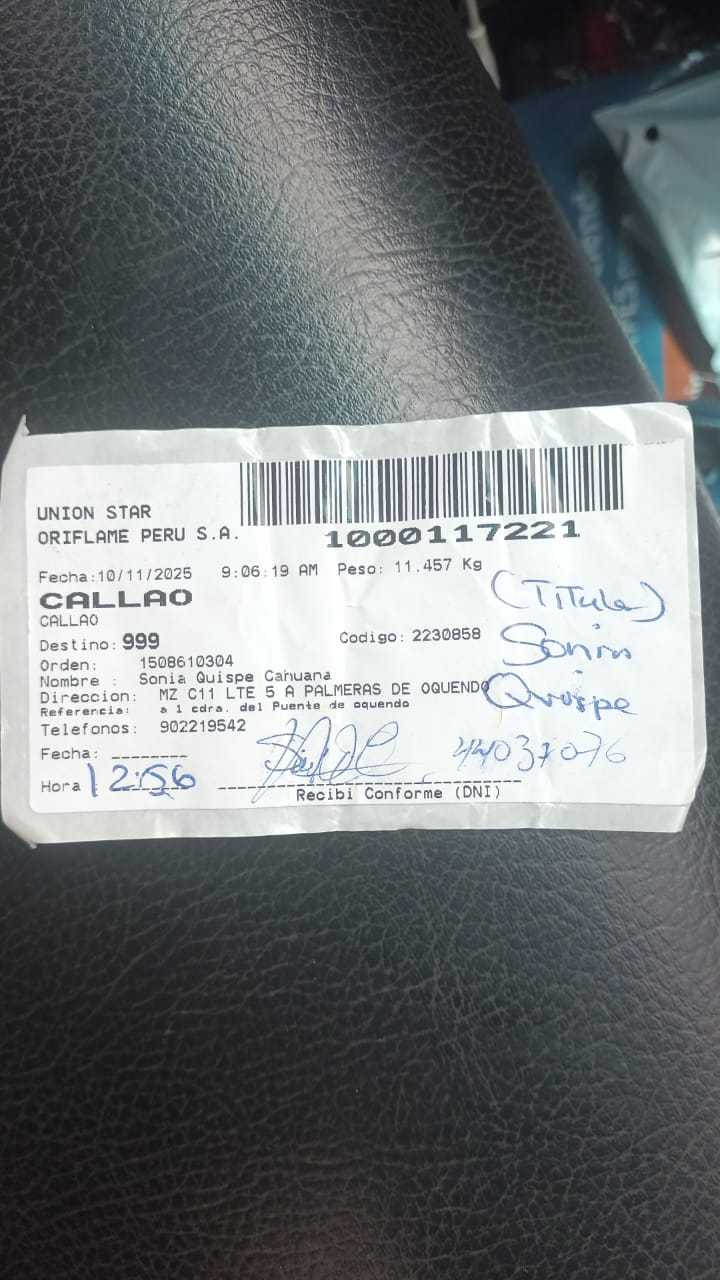 UNION STAR
ORIFLAME PERU S.A.
1000117221
Fecha:10/11/2025 9:06:19 AM Peso: 11.457 Kg
CALLAO
CALLAO
Destino: 999 Codigo: 2230858
Orden: 1508610304
Nombre : Sonia Quispe Cahuana
Direccion: MZ C11 LTE 5 A PALMERAS DE OQUENDO
Referencia: a 1 cdra. del Puente de oquendo
Telefonos: 902219542
Fecha: ________
Hora 12:56
Recibi Conforme (DNI)
(Titular)
Sonia
Quispe
44037076